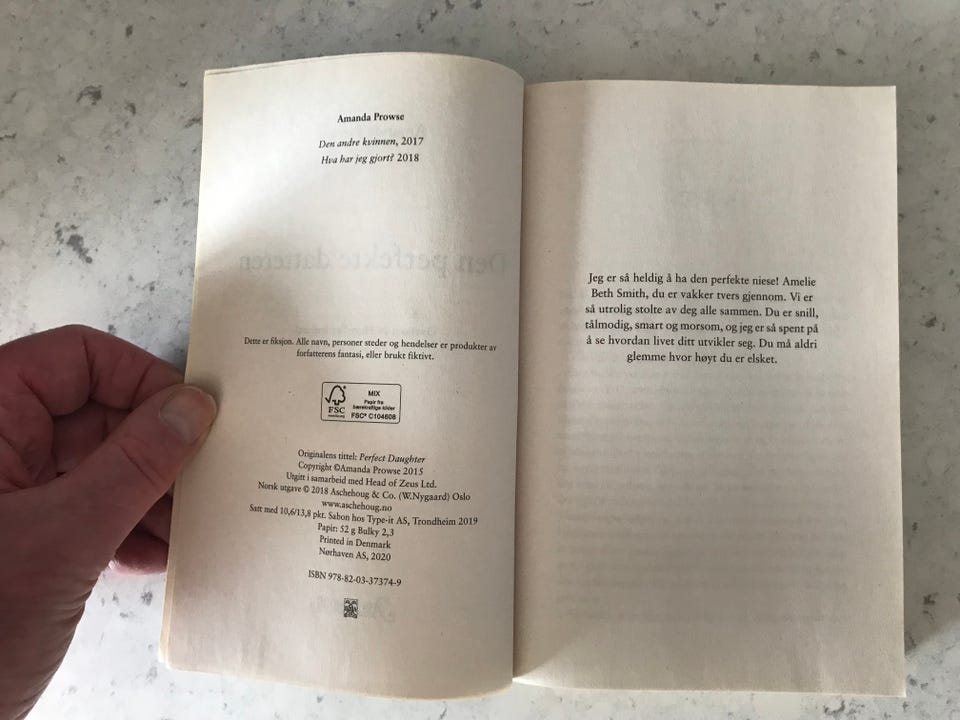 Amanda Prowse
Den andre kvinnen, 2017
Hva har jeg gjort? 2018
Den perfekte datteren
Dette er fiksjon. Alle navn, personer steder og hendelser er produkter av
forfatterens fantasi, eller brukt fiktivt.
FSC
MIX
Papir fra
bærekraftige kilder
FSC® C104608
Originalens tittel: Perfect Daughter
Copyright ©Amanda Prowse 2015
Utgitt i samarbeid med Head of Zeus Ltd.
Norsk utgave © 2018 Aschehoug & Co. (W.Nygaard) Oslo
www.aschehoug.no
Satt med 10,6/13,8 pkt. Sabon hos Type-it AS, Trondheim 2019
Papir: 52 g Bulky 2,3
Printed in Denmark
Nørhaven AS, 2020
ISBN 978-82-03-37374-9
Jeg er så heldig å ha den perfekte niese! Amelie
Beth Smith, du er vakker tvers gjennom. Vi er
så utrolig stolte av deg alle sammen. Du er snill,
tålmodig, smart og morsom, og jeg er så spent på
å se hvordan livet ditt utvikler seg. Du må aldri
glemme hvor høyt du er elsket.